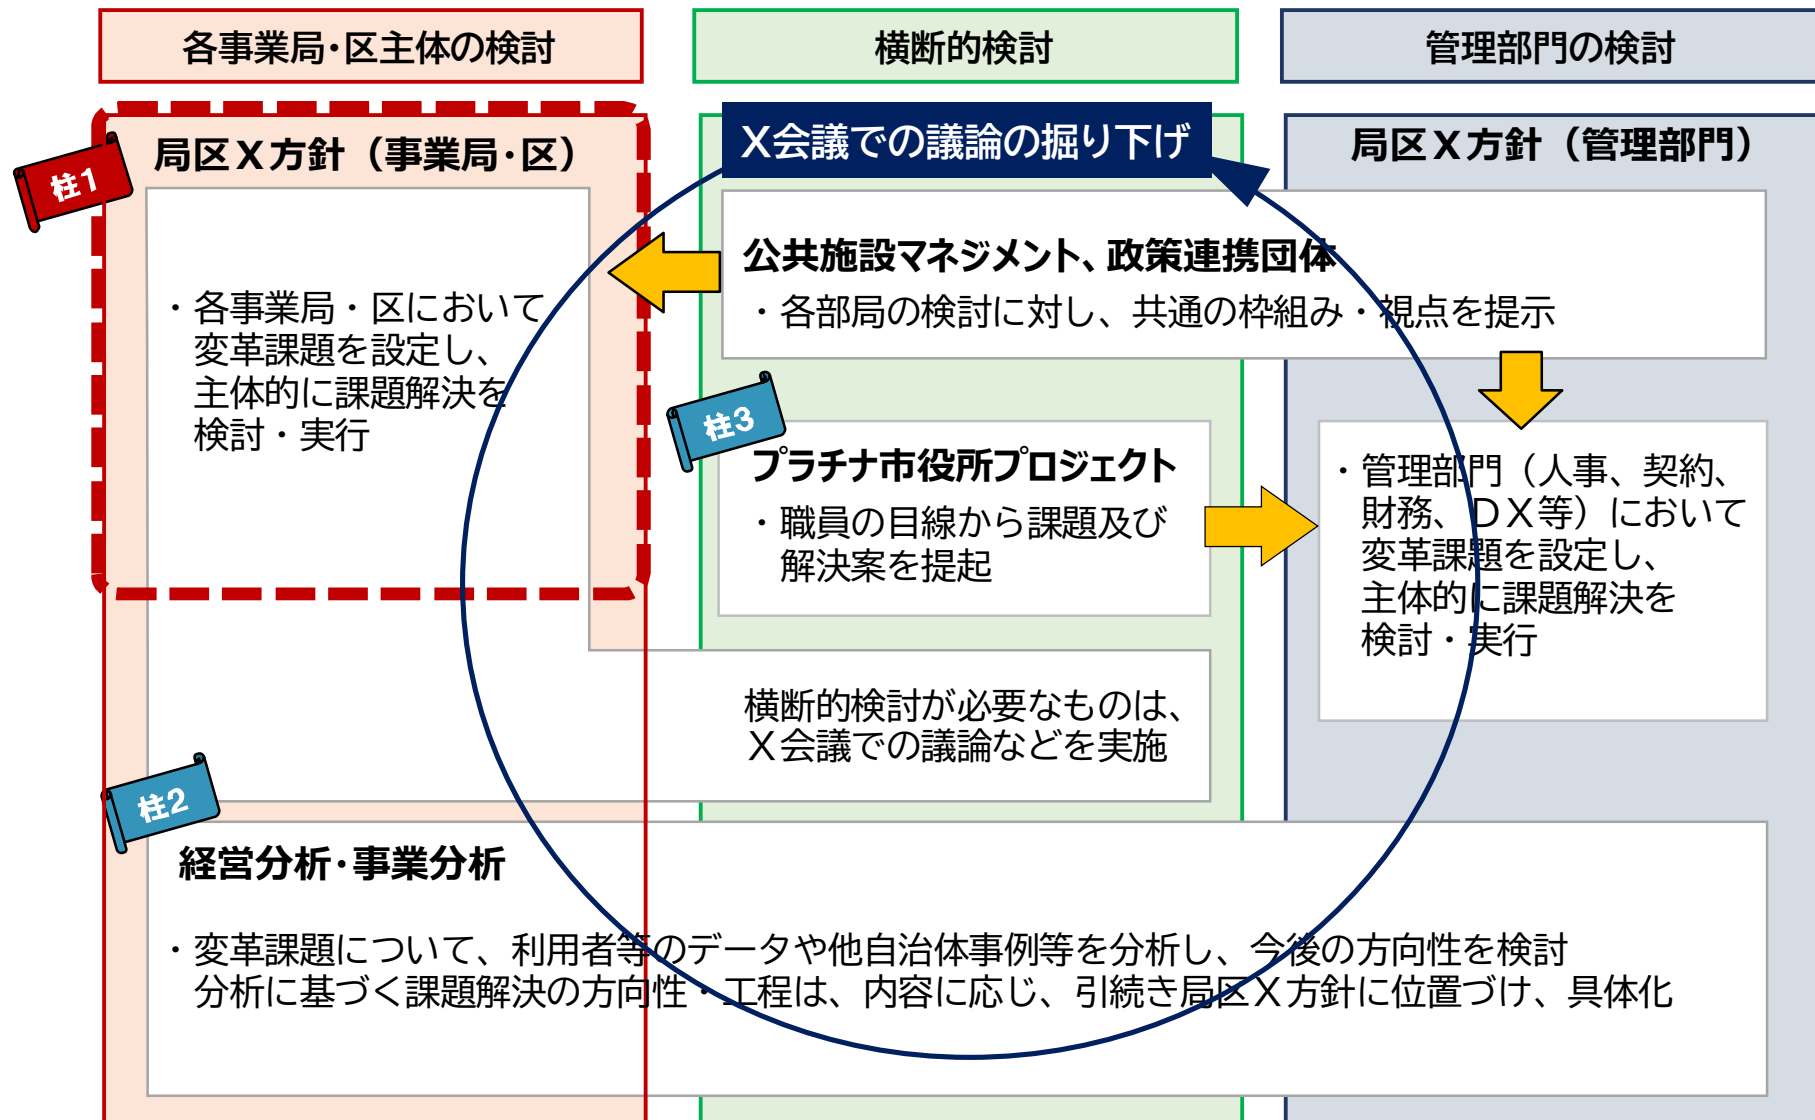 各事業局・区主体の検討
横断的検討
管理部門の検討
柱1
局区Ｘ方針（事業局・区）
・各事業局・区において
変革課題を設定し、
主体的に課題解決を
検討・実行
Ｘ会議での議論の掘り下げ
公共施設マネジメント、政策連携団体
・各部局の検討に対し、共通の枠組み・視点を提示
柱3
プラチナ市役所プロジェクト
・職員の目線から課題及び
解決案を提起
横断的検討が必要なものは、
Ｘ会議での議論などを実施
局区Ｘ方針（管理部門）
・管理部門（人事、契約、
財務、ＤＸ等）において
変革課題を設定し、
主体的に課題解決を
検討・実行
柱2
経営分析・事業分析
・変革課題について、利用者等のデータや他自治体事例等を分析し、今後の方向性を検討
分析に基づく課題解決の方向性・工程は、内容に応じ、引続き局区Ｘ方針に位置づけ、具体化